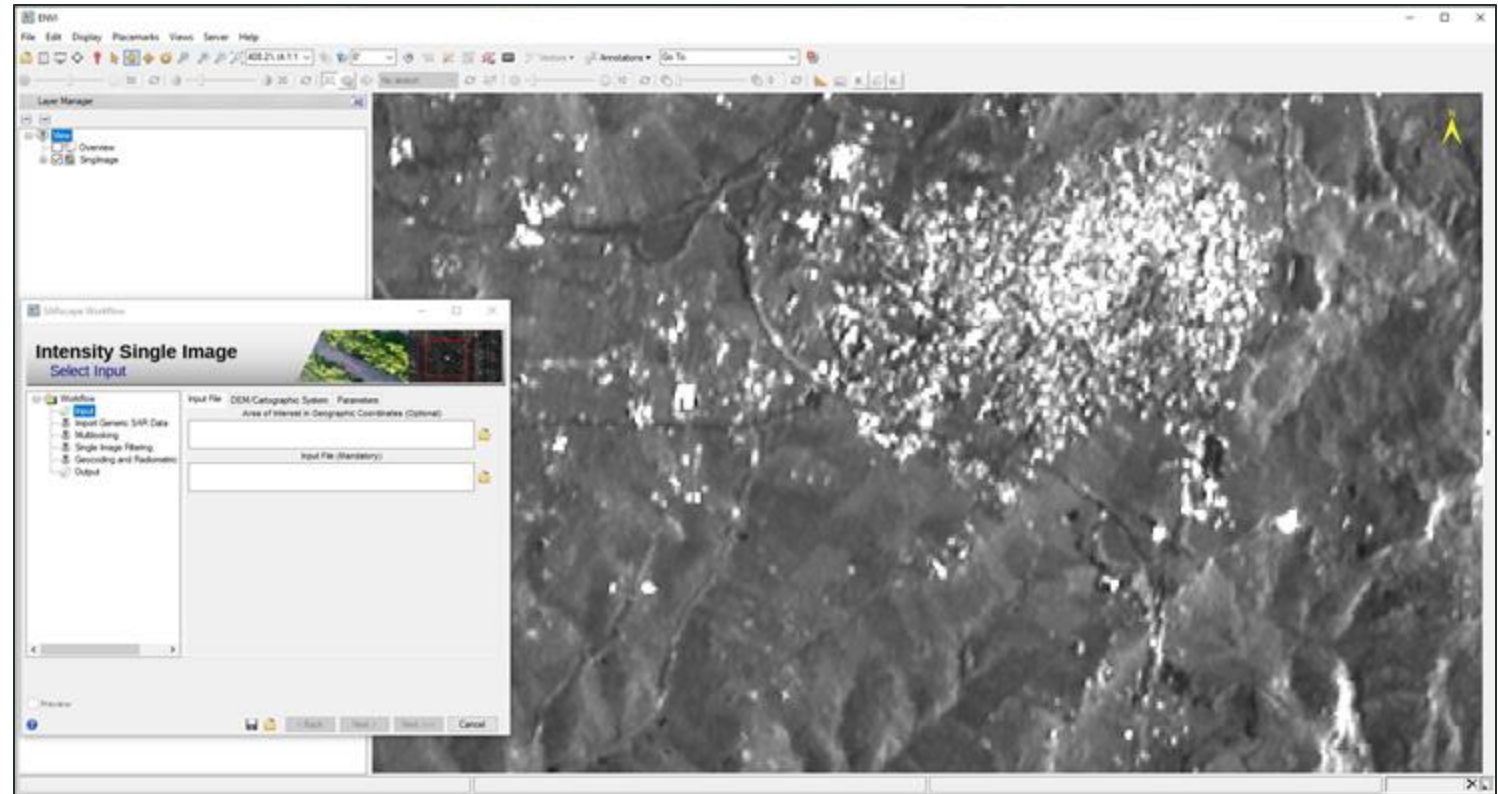 ENVI
File Edit Display Placemarks Views Server Help
0° Annotations Go To
Layer Manager
View
Overview
SingImage
SARscape Workflow
Intensity Single Image
Select Input
Workflow
Input
Import Generic SAR Data
Multilooking
Single Image Filtering
Geocoding and Radiometric
Output
Input File DEM/Cartographic System Parameters
Area of Interest in Geographic Coordinates (Optional)
Input File (Mandatory)
Preview
< Back Next > Next >>> Cancel
N